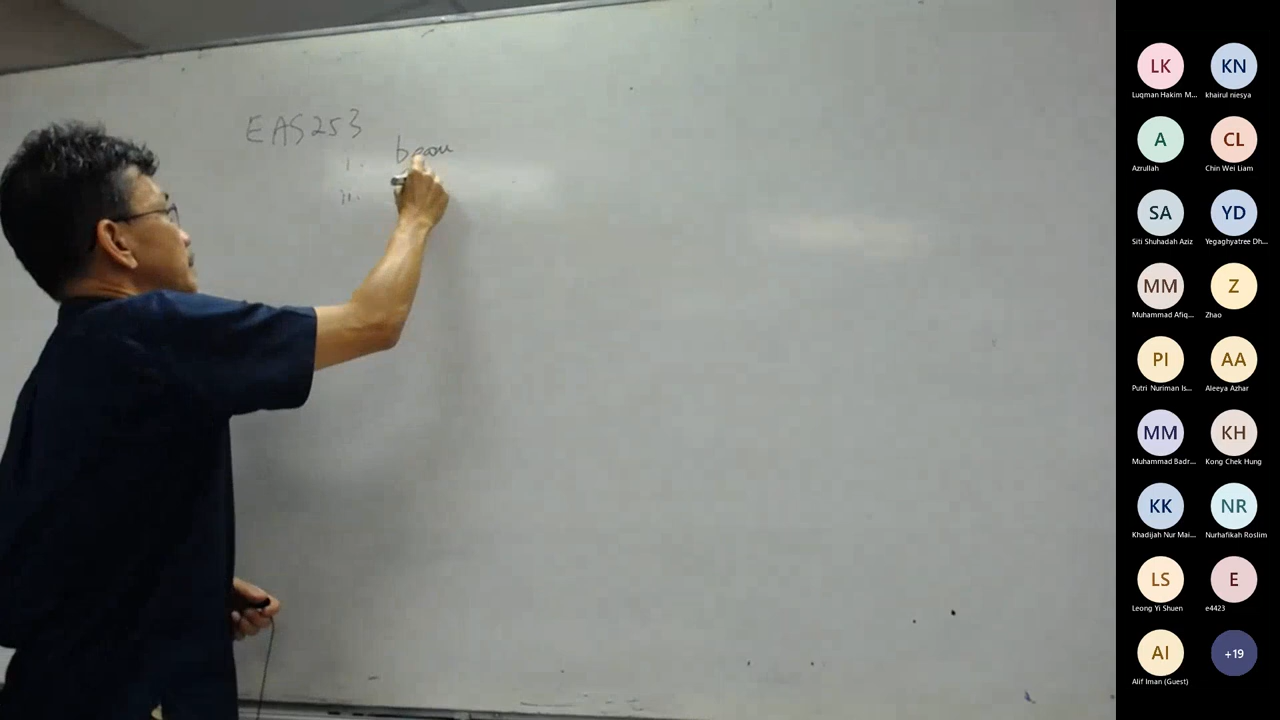 EAS253
i. beam
ii.
LK KN
Luqman Hakim M... khairul niesya
A CL
Azrullah Chin Wei Liam
SA YD
Siti Shuhadah Aziz Yegaghyatree Dh...
MM Z
Muhammad Afiq... Zhao
PI AA
Putri Nuriman Is... Aleeya Azhar
MM KH
Muhammad Badr... Kong Chek Hung
KK NR
Khadijah Nur Mai... Nurhafikah Roslim
LS E
Leong Yi Shuen e4423
AI +19
Alif Iman (Guest)